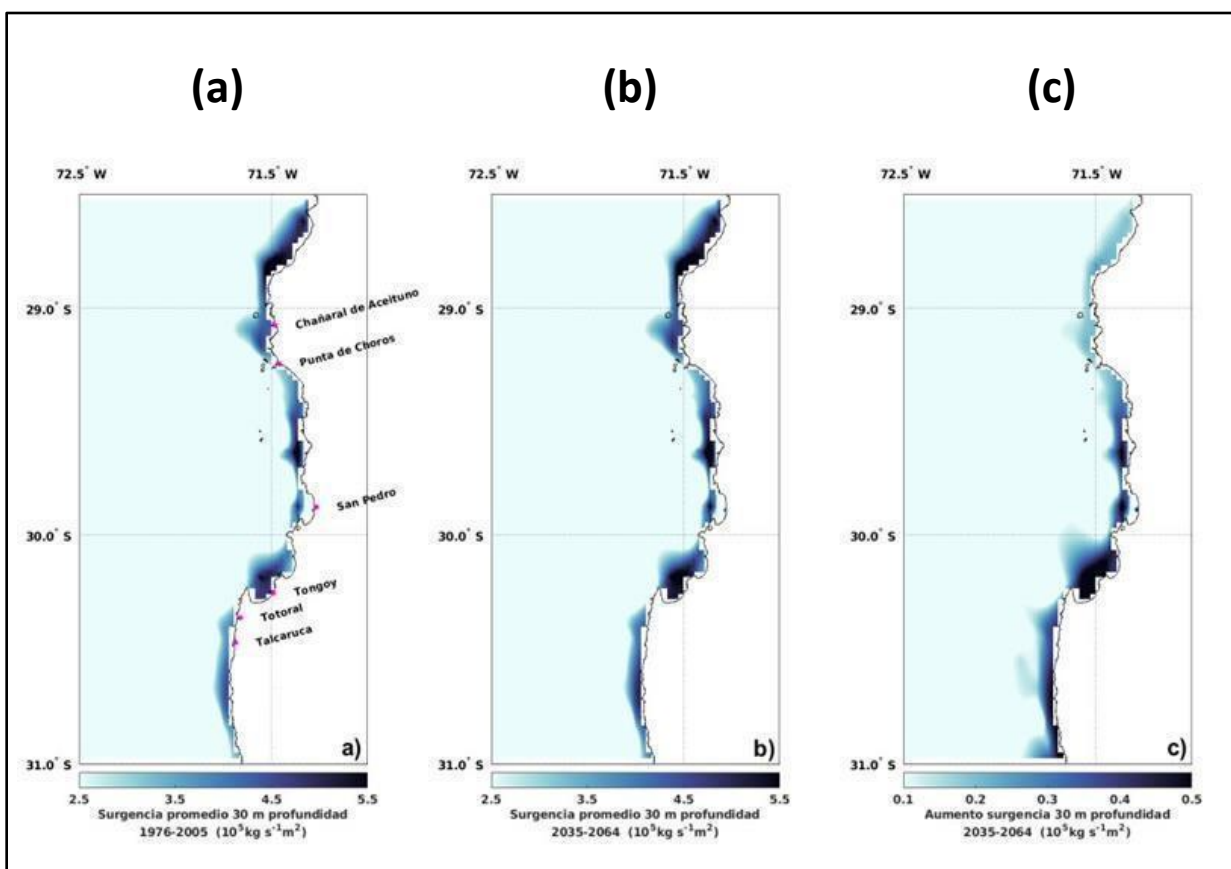 (a)
(b)
(c)
72.5° W
71.5° W
72.5° W
71.5° W
72.5° W
71.5° W
29.0° S
30.0° S
31.0° S
Chañaral de Aceituno
Punta de Choros
San Pedro
Tongoy
Totoral
Talcaruca
a)
29.0° S
30.0° S
31.0° S
b)
29.0° S
30.0° S
31.0° S
c)
2.5 3.5 4.5 5.5
Surgencia promedio 30 m profundidad
1976-2005 (10⁵kg s⁻¹m²)
2.5 3.5 4.5 5.5
Surgencia promedio 30 m profundidad
2035-2064 (10⁵kg s⁻¹m²)
0.1 0.2 0.3 0.4 0.5
Aumento surgencia 30 m profundidad
2035-2064 (10⁵kg s⁻¹m²)